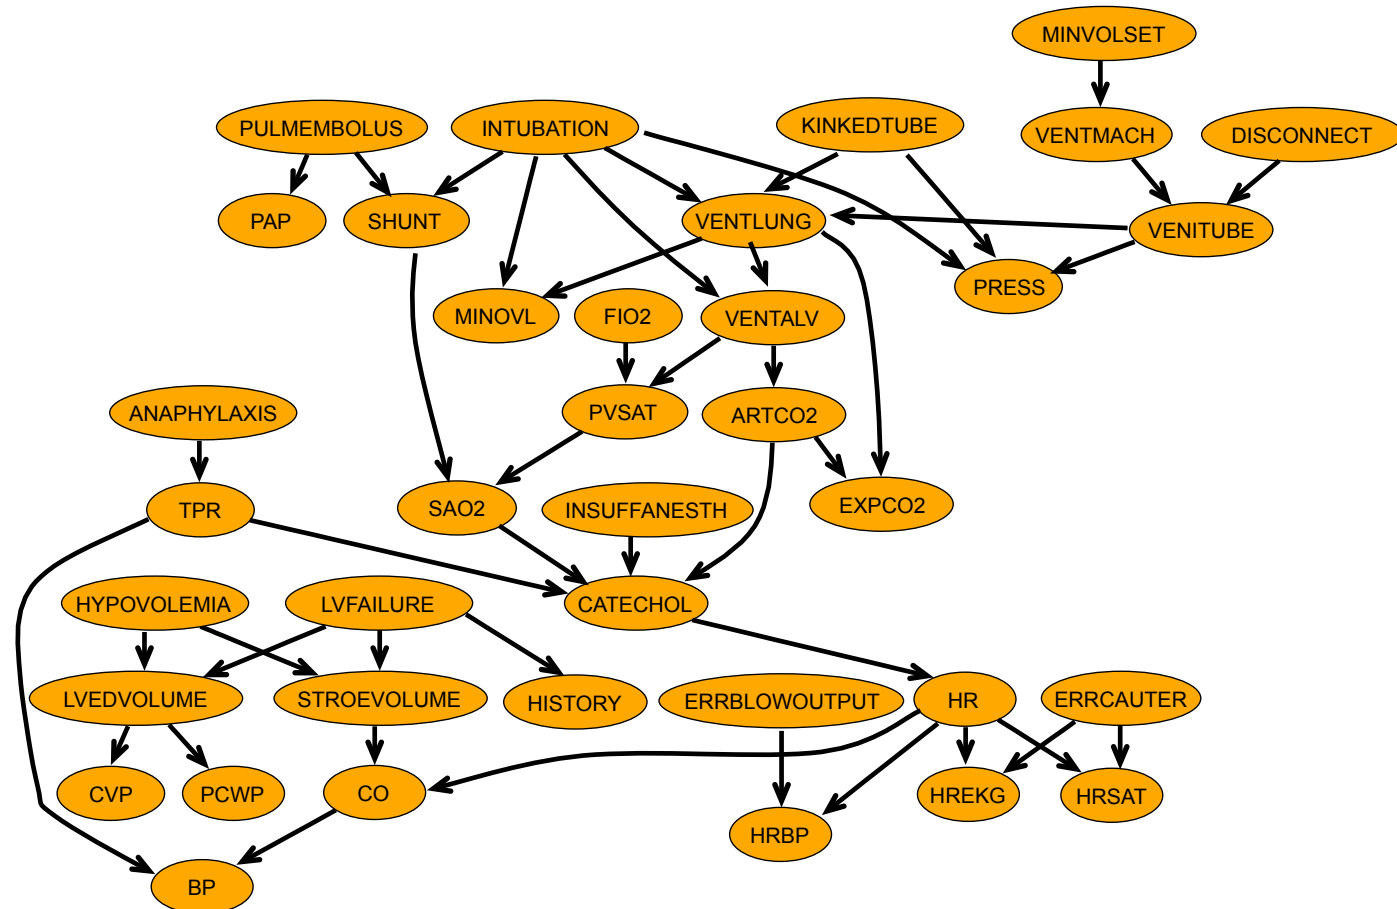 MINVOLSET
PULMEMBOLUS
INTUBATION
KINKEDTUBE
VENTMACH
DISCONNECT
PAP
SHUNT
VENTLUNG
VENITUBE
PRESS
MINOVL
FIO2
VENTALV
ANAPHYLAXIS
PVSAT
ARTCO2
TPR
SAO2
INSUFFANESTH
EXPCO2
HYPOVOLEMIA
LVFAILURE
CATECHOL
LVEDVOLUME
STROEVOLUME
HISTORY
ERRBLOWOUTPUT
HR
ERRCAUTER
CVP
PCWP
CO
HREKG
HRSAT
HRBP
BP